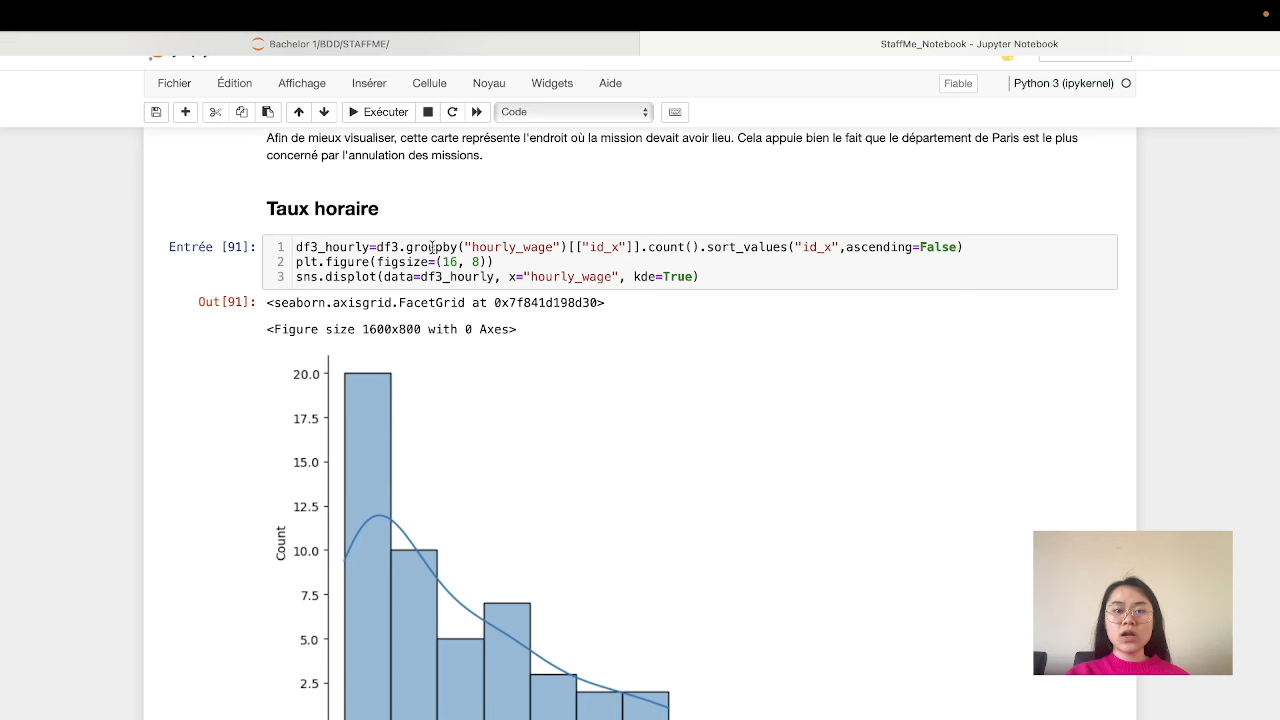 Bachelor 1/BDD/STAFFME/
StaffMe_Notebook - Jupyter Notebook
Fichier Édition Affichage Insérer Cellule Noyau Widgets Aide
Fiable
Python 3 (ipykernel)
Exécuter
Code
Afin de mieux visualiser, cette carte représente l'endroit où la mission devait avoir lieu. Cela appuie bien le fait que le département de Paris est le plus
concerné par l'annulation des missions.
Taux horaire
Entrée [91]:
1 df3_hourly=df3.groupby("hourly_wage")[["id_x"]].count().sort_values("id_x",ascending=False)
2 plt.figure(figsize=(16, 8))
3 sns.displot(data=df3_hourly, x="hourly_wage", kde=True)
Out[91]: <seaborn.axisgrid.FacetGrid at 0x7f841d198d30>
<Figure size 1600x800 with 0 Axes>
20.0
17.5
15.0
12.5
10.0
7.5
5.0
2.5
Count